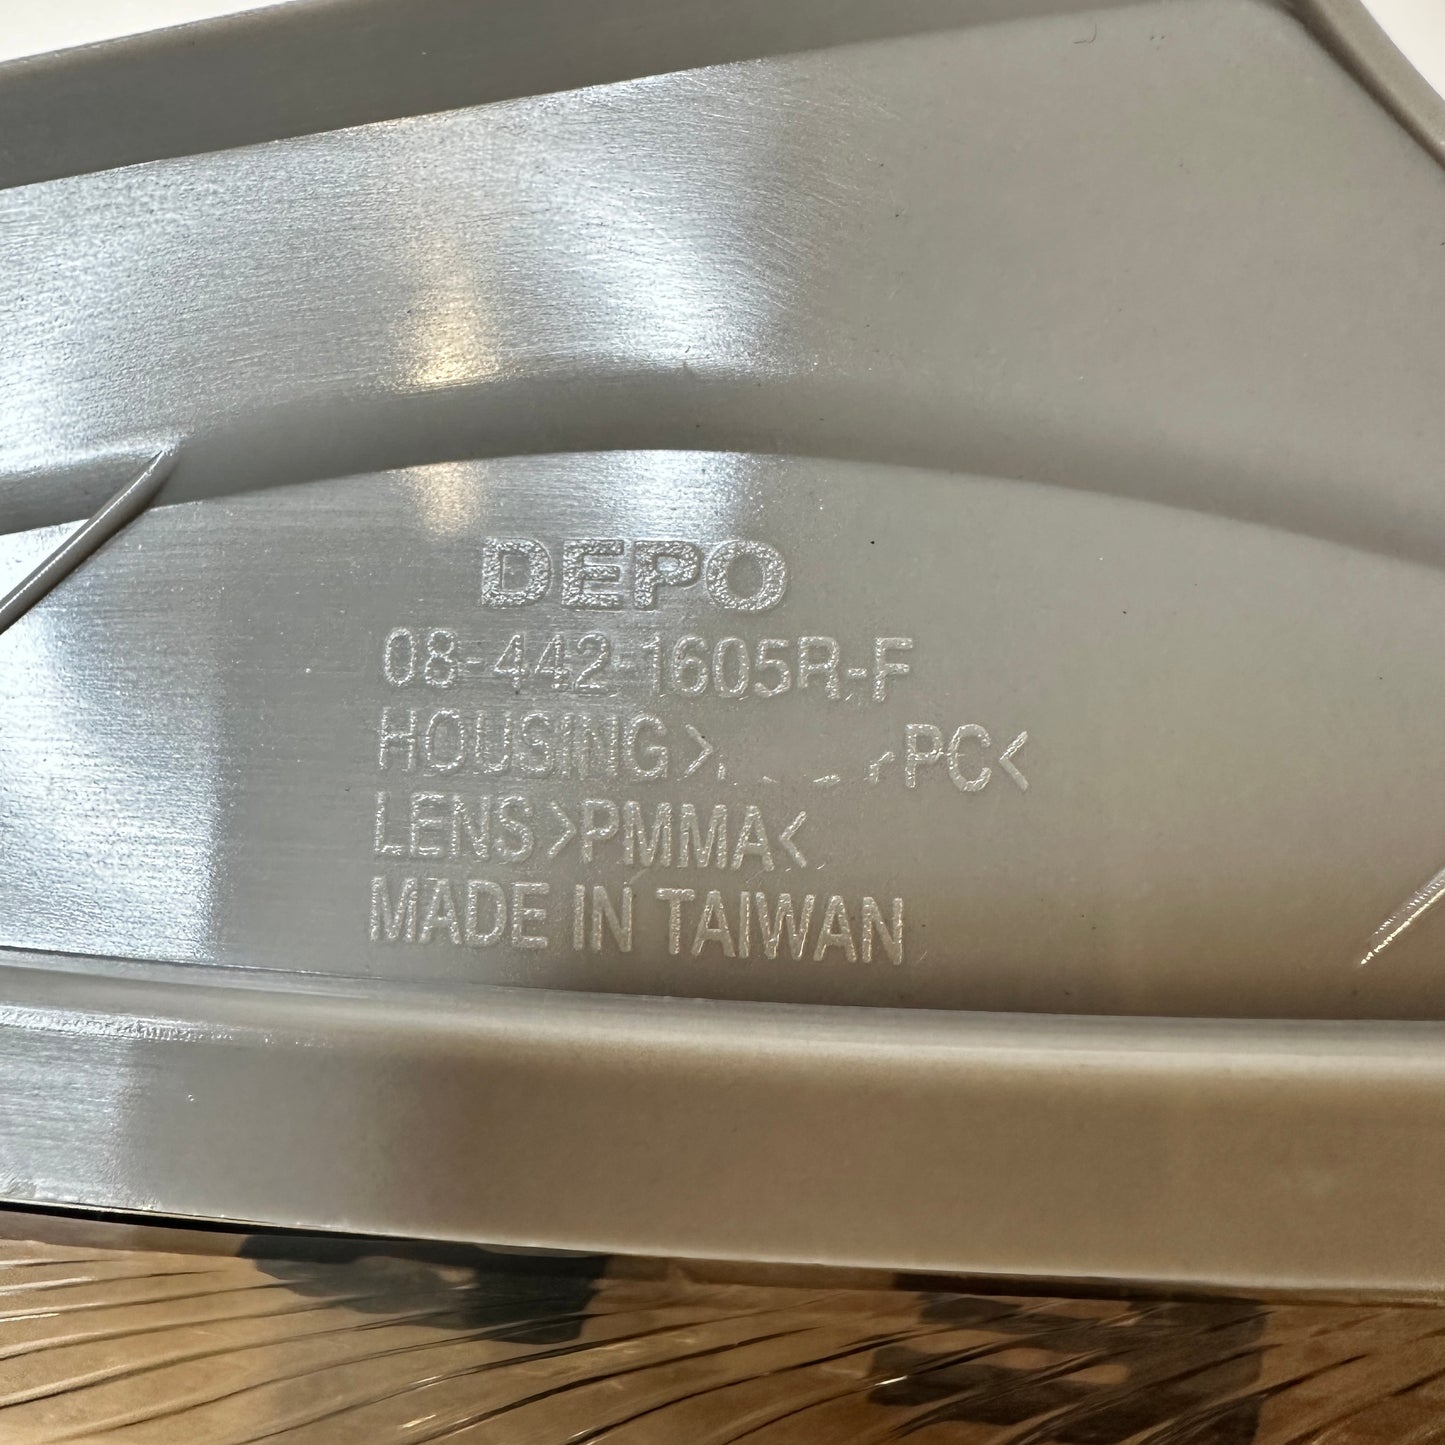 DEPO
08-442-1605R-F
HOUSING> PC<
LENS>PMMA<
MADE IN TAIWAN